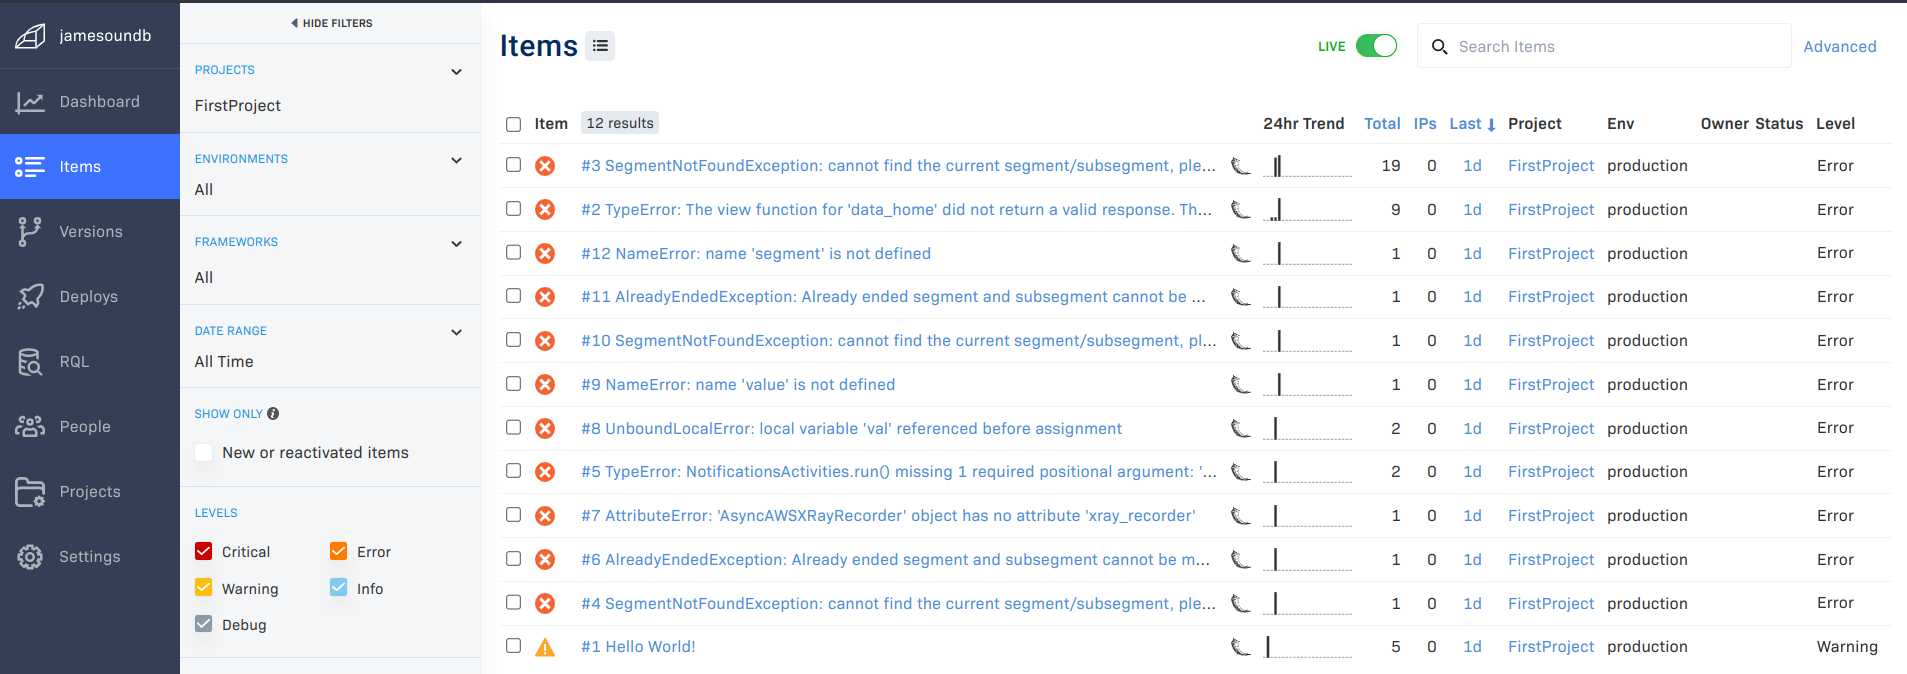 jamesoundb
Dashboard
Items
Versions
Deploys
RQL
People
Projects
Settings
HIDE FILTERS
PROJECTS
FirstProject
ENVIRONMENTS
All
FRAMEWORKS
All
DATE RANGE
All Time
SHOW ONLY
New or reactivated items
LEVELS
Critical Error
Warning Info
Debug
Items LIVE Search Items Advanced
Item 12 results 24hr Trend Total IPs Last Project Env Owner Status Level
#3 SegmentNotFoundException: cannot find the current segment/subsegment, ple... 19 0 1d FirstProject production Error
#2 TypeError: The view function for 'data_home' did not return a valid response. Th... 9 0 1d FirstProject production Error
#12 NameError: name 'segment' is not defined 1 0 1d FirstProject production Error
#11 AlreadyEndedException: Already ended segment and subsegment cannot be ... 1 0 1d FirstProject production Error
#10 SegmentNotFoundException: cannot find the current segment/subsegment, pl... 1 0 1d FirstProject production Error
#9 NameError: name 'value' is not defined 1 0 1d FirstProject production Error
#8 UnboundLocalError: local variable 'val' referenced before assignment 2 0 1d FirstProject production Error
#5 TypeError: NotificationsActivities.run() missing 1 required positional argument: '... 2 0 1d FirstProject production Error
#7 AttributeError: 'AsyncAWSXRayRecorder' object has no attribute 'xray_recorder' 1 0 1d FirstProject production Error
#6 AlreadyEndedException: Already ended segment and subsegment cannot be m... 1 0 1d FirstProject production Error
#4 SegmentNotFoundException: cannot find the current segment/subsegment, ple... 1 0 1d FirstProject production Error
#1 Hello World! 5 0 1d FirstProject production Warning